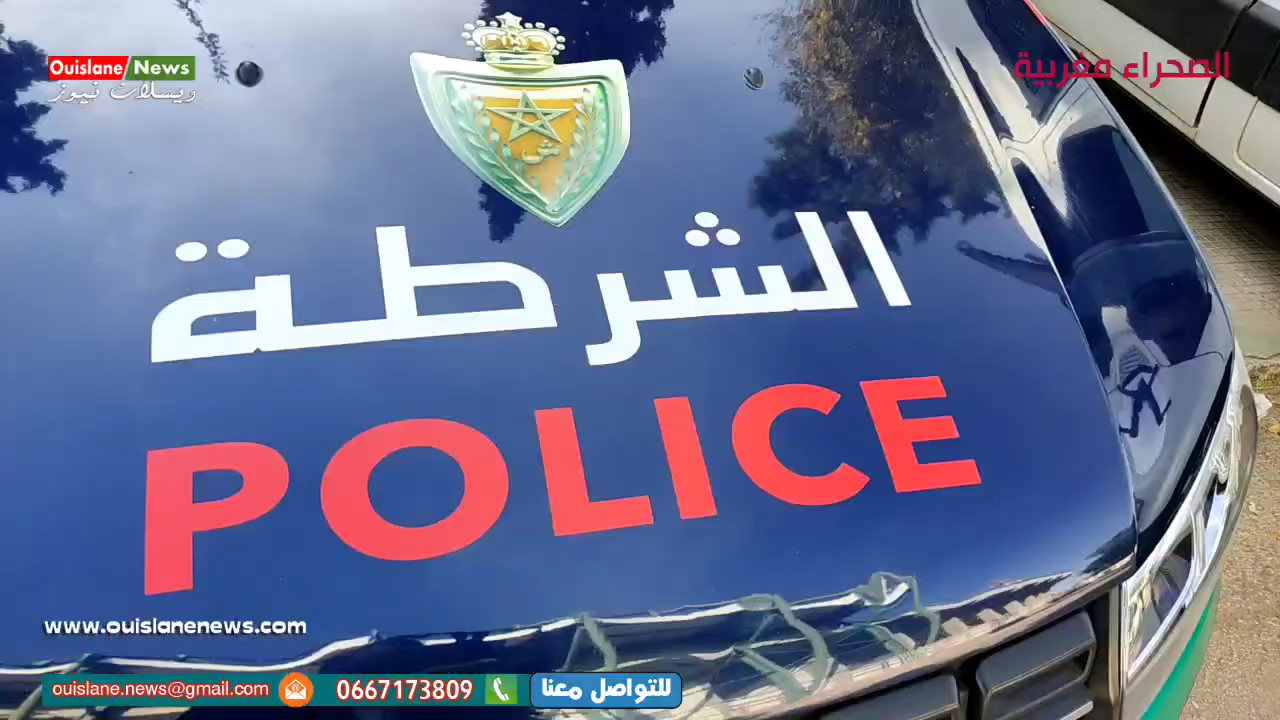 Ouislane/News
ويسلان نيوز
الصحراء مغربية
الشرطة
POLICE
www.ouislanenews.com
ouislane.news@gmail.com
0667173809
للتواصل معنا